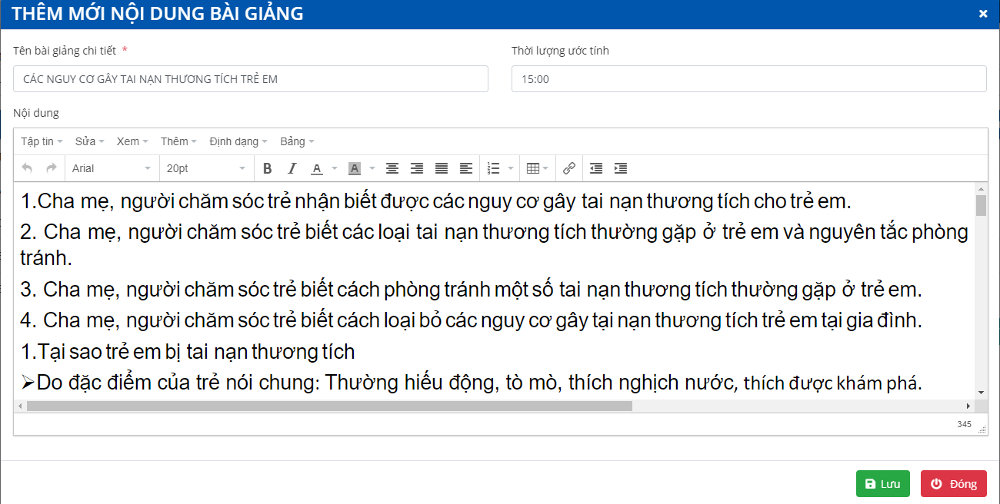 THÊM MỚI NỘI DUNG BÀI GIẢNG
Tên bài giảng chi tiết *
Thời lượng ước tính
CÁC NGUY CƠ GÂY TAI NẠN THƯƠNG TÍCH TRẺ EM
15:00
Nội dung
Tập tin Sửa Xem Thêm Định dạng Bảng
Arial 20pt B I A A
1.Cha mẹ, người chăm sóc trẻ nhận biết được các nguy cơ gây tai nạn thương tích cho trẻ em.
2. Cha mẹ, người chăm sóc trẻ biết các loại tai nạn thương tích thường gặp ở trẻ em và nguyên tắc phòng
tránh.
3. Cha mẹ, người chăm sóc trẻ biết cách phòng tránh một số tai nạn thương tích thường gặp ở trẻ em.
4. Cha mẹ, người chăm sóc trẻ biết cách loại bỏ các nguy cơ gây tại nạn thương tích trẻ em tại gia đình.
1.Tại sao trẻ em bị tai nạn thương tích
➢Do đặc điểm của trẻ nói chung: Thường hiếu động, tò mò, thích nghịch nước, thích được khám phá.
345
Lưu Đóng